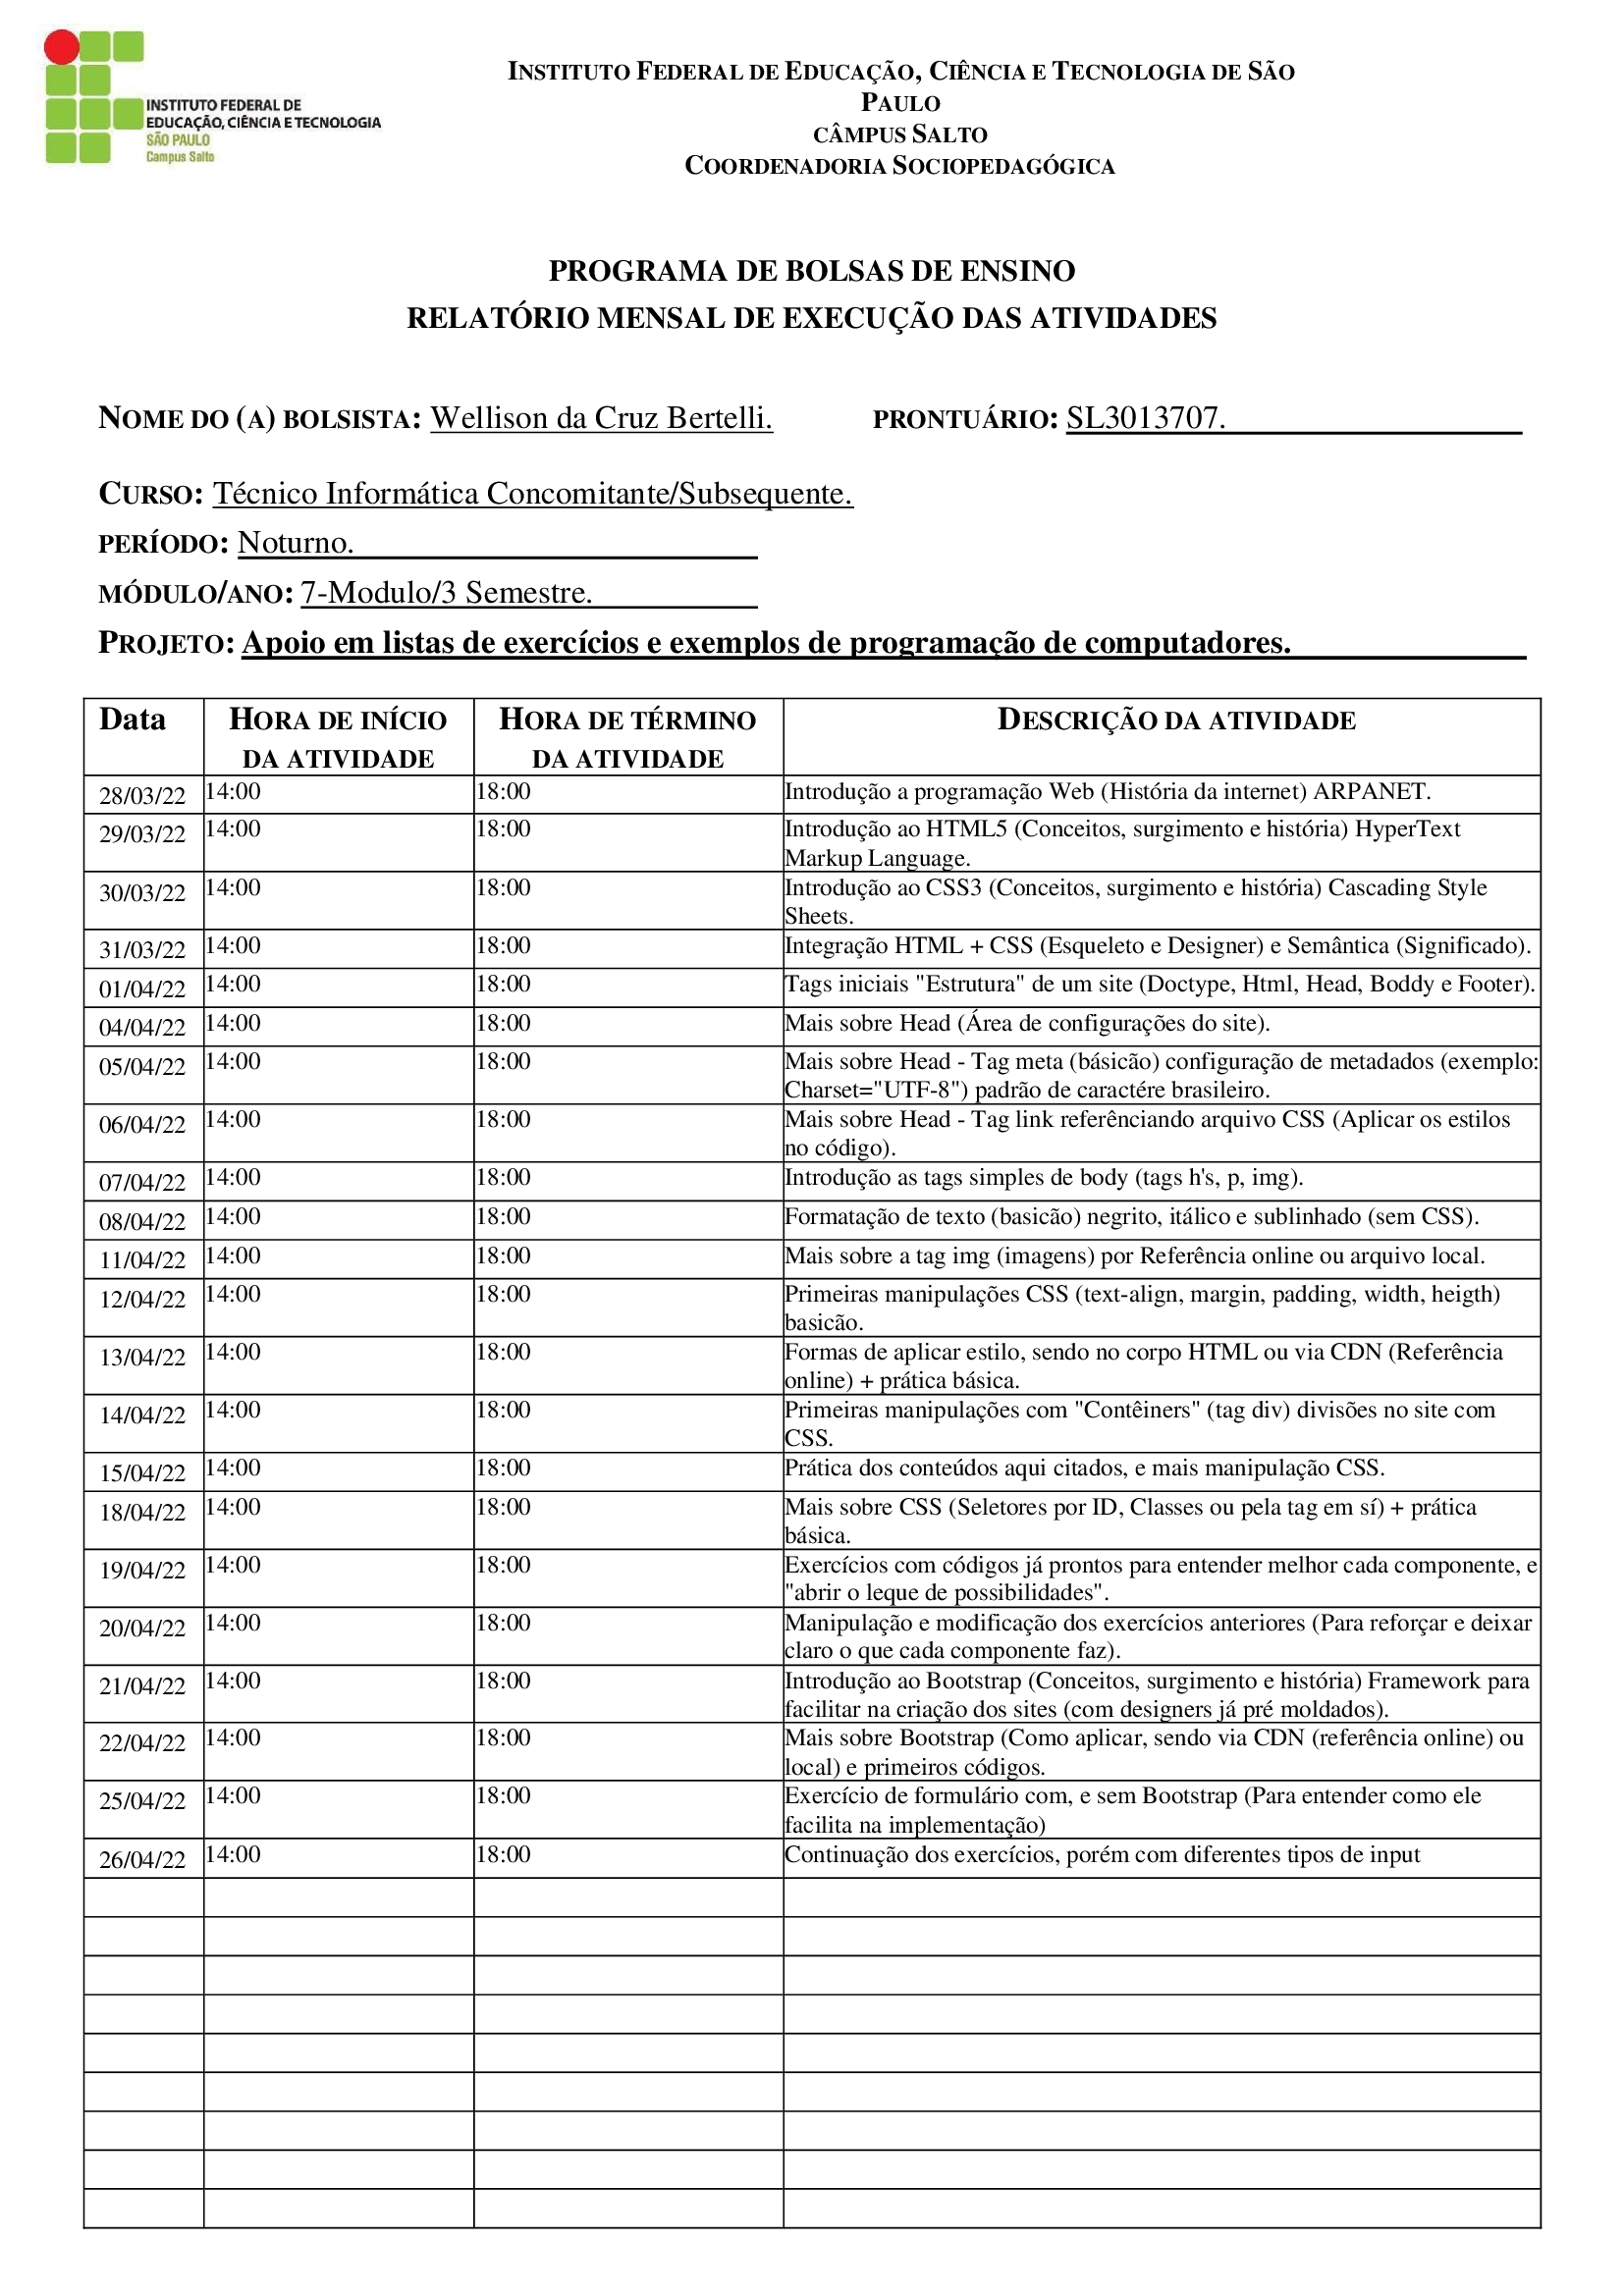 INSTITUTO FEDERAL DE
EDUCAÇÃO, CIÊNCIA E TECNOLOGIA
SÃO PAULO
Campus Salto
INSTITUTO FEDERAL DE EDUCAÇÃO, CIÊNCIA E TECNOLOGIA DE SÃO
PAULO
CÂMPUS SALTO
COORDENADORIA SOCIOPEDAGÓGICA
PROGRAMA DE BOLSAS DE ENSINO
RELATÓRIO MENSAL DE EXECUÇÃO DAS ATIVIDADES
NOME DO (A) BOLSISTA: Wellison da Cruz Bertelli. PRONTUÁRIO: SL3013707.
CURSO: Técnico Informática Concomitante/Subsequente.
PERÍODO: Noturno.
MÓDULO/ANO: 7-Modulo/3 Semestre.
PROJETO: Apoio em listas de exercícios e exemplos de programação de computadores.
Data HORA DE INÍCIO HORA DE TÉRMINO DESCRIÇÃO DA ATIVIDADE
DA ATIVIDADE DA ATIVIDADE
28/03/22 14:00 18:00 Introdução a programação Web (História da internet) ARPANET.
29/03/22 14:00 18:00 Introdução ao HTML5 (Conceitos, surgimento e história) HyperText
Markup Language.
30/03/22 14:00 18:00 Introdução ao CSS3 (Conceitos, surgimento e história) Cascading Style
Sheets.
31/03/22 14:00 18:00 Integração HTML + CSS (Esqueleto e Designer) e Semântica (Significado).
01/04/22 14:00 18:00 Tags iniciais "Estrutura" de um site (Doctype, Html, Head, Boddy e Footer).
04/04/22 14:00 18:00 Mais sobre Head (Área de configurações do site).
05/04/22 14:00 18:00 Mais sobre Head - Tag meta (básicão) configuração de metadados (exemplo:
Charset="UTF-8") padrão de caractére brasileiro.
06/04/22 14:00 18:00 Mais sobre Head - Tag link referênciando arquivo CSS (Aplicar os estilos
no código).
07/04/22 14:00 18:00 Introdução as tags simples de body (tags h's, p, img).
08/04/22 14:00 18:00 Formatação de texto (basicão) negrito, itálico e sublinhado (sem CSS).
11/04/22 14:00 18:00 Mais sobre a tag img (imagens) por Referência online ou arquivo local.
12/04/22 14:00 18:00 Primeiras manipulações CSS (text-align, margin, padding, width, heigth)
basicão.
13/04/22 14:00 18:00 Formas de aplicar estilo, sendo no corpo HTML ou via CDN (Referência
online) + prática básica.
14/04/22 14:00 18:00 Primeiras manipulações com "Contêiners" (tag div) divisões no site com
CSS.
15/04/22 14:00 18:00 Prática dos conteúdos aqui citados, e mais manipulação CSS.
18/04/22 14:00 18:00 Mais sobre CSS (Seletores por ID, Classes ou pela tag em sí) + prática
básica.
19/04/22 14:00 18:00 Exercícios com códigos já prontos para entender melhor cada componente, e
"abrir o leque de possibilidades".
20/04/22 14:00 18:00 Manipulação e modificação dos exercícios anteriores (Para reforçar e deixar
claro o que cada componente faz).
21/04/22 14:00 18:00 Introdução ao Bootstrap (Conceitos, surgimento e história) Framework para
facilitar na criação dos sites (com designers já pré moldados).
22/04/22 14:00 18:00 Mais sobre Bootstrap (Como aplicar, sendo via CDN (referência online) ou
local) e primeiros códigos.
25/04/22 14:00 18:00 Exercício de formulário com, e sem Bootstrap (Para entender como ele
facilita na implementação)
26/04/22 14:00 18:00 Continuação dos exercícios, porém com diferentes tipos de input